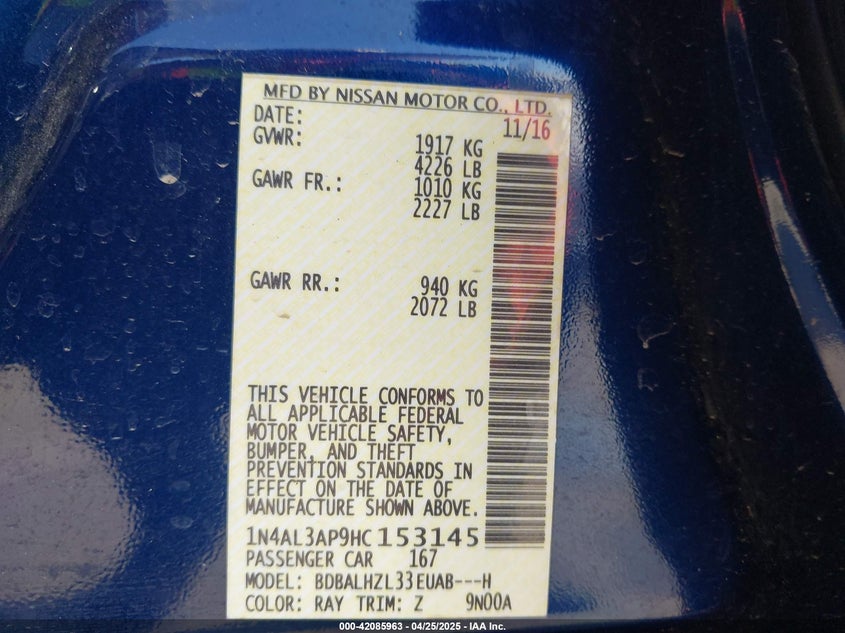 MFD BY NISSAN MOTOR CO., LTD.
DATE: 11/16
GVWR: 1917 KG
4226 LB
GAWR FR.: 1010 KG
2227 LB
GAWR RR.: 940 KG
2072 LB
THIS VEHICLE CONFORMS TO
ALL APPLICABLE FEDERAL
MOTOR VEHICLE SAFETY,
BUMPER, AND THEFT
PREVENTION STANDARDS IN
EFFECT ON THE DATE OF
MANUFACTURE SHOWN ABOVE.
1N4AL3AP9HC153145
PASSENGER CAR 167
MODEL: BDBALHZL33EUAB---H
COLOR: RAY TRIM: Z 9N00A
000-42085963 - 04/25/2025 - IAA Inc.